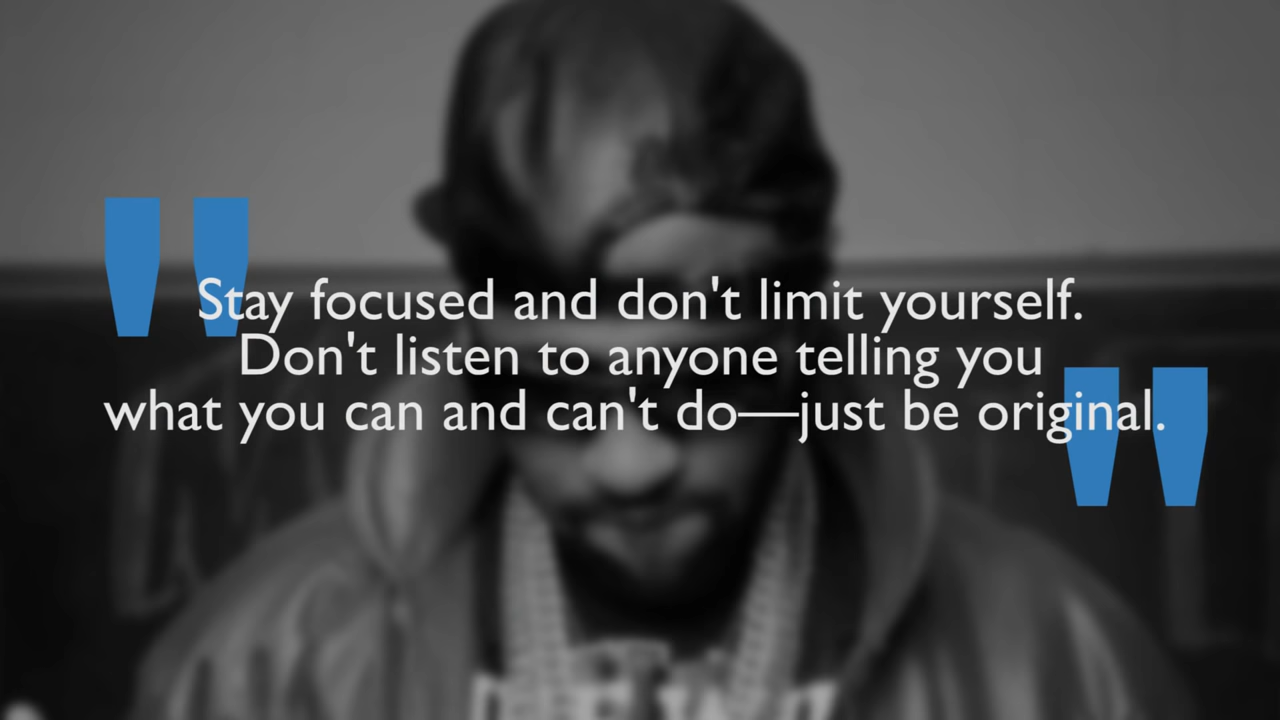 "Stay focused and don't limit yourself.
Don't listen to anyone telling you
what you can and can't do—just be original."